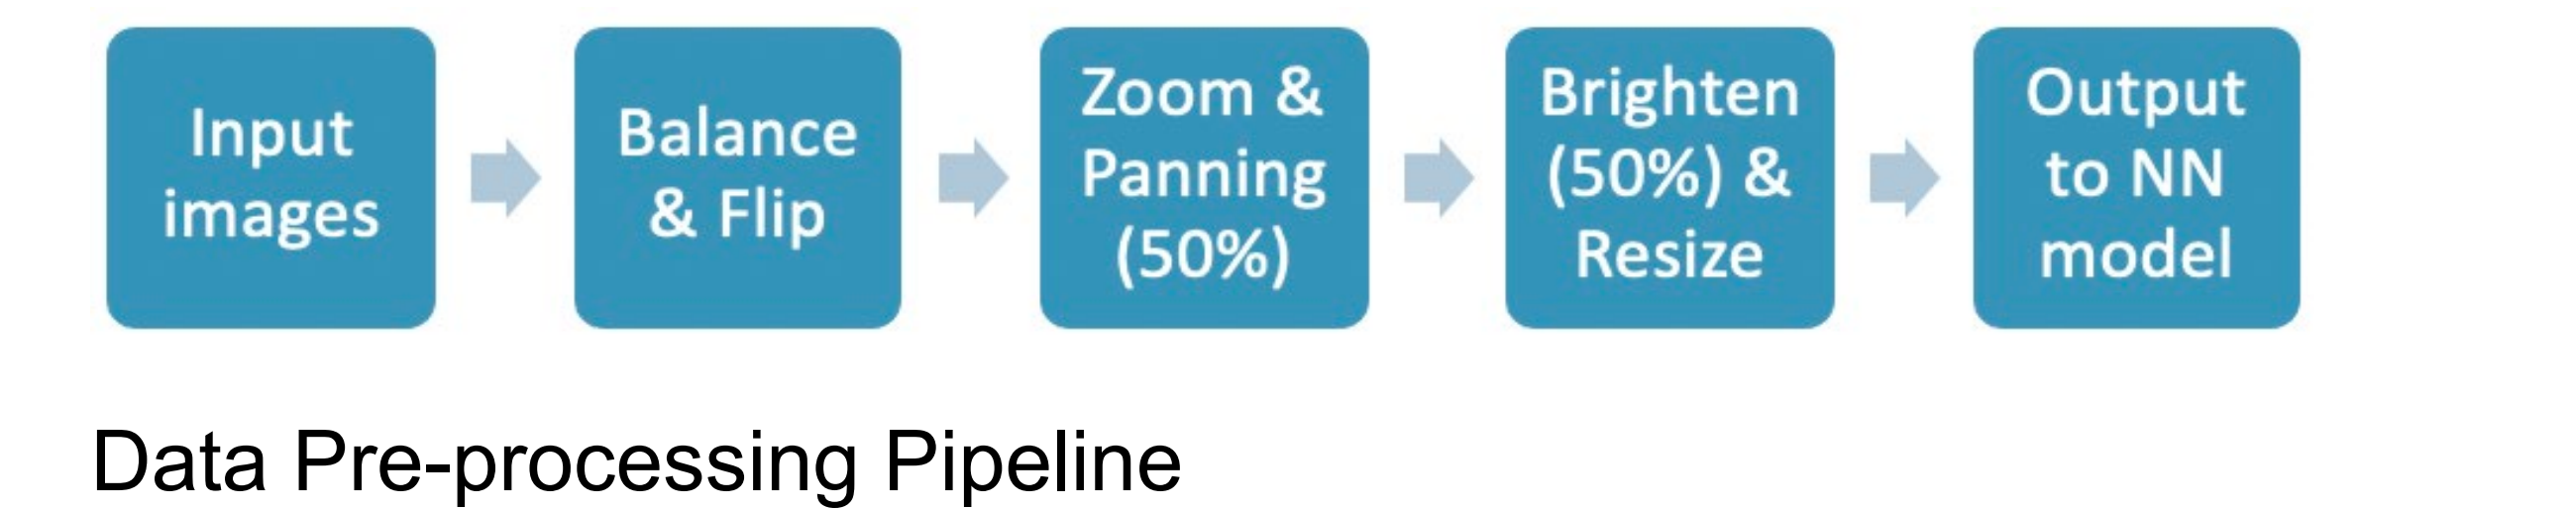 Input
images
Balance
& Flip
Zoom &
Panning
(50%)
Brighten
(50%) &
Resize
Output
to NN
model
Data Pre-processing Pipeline